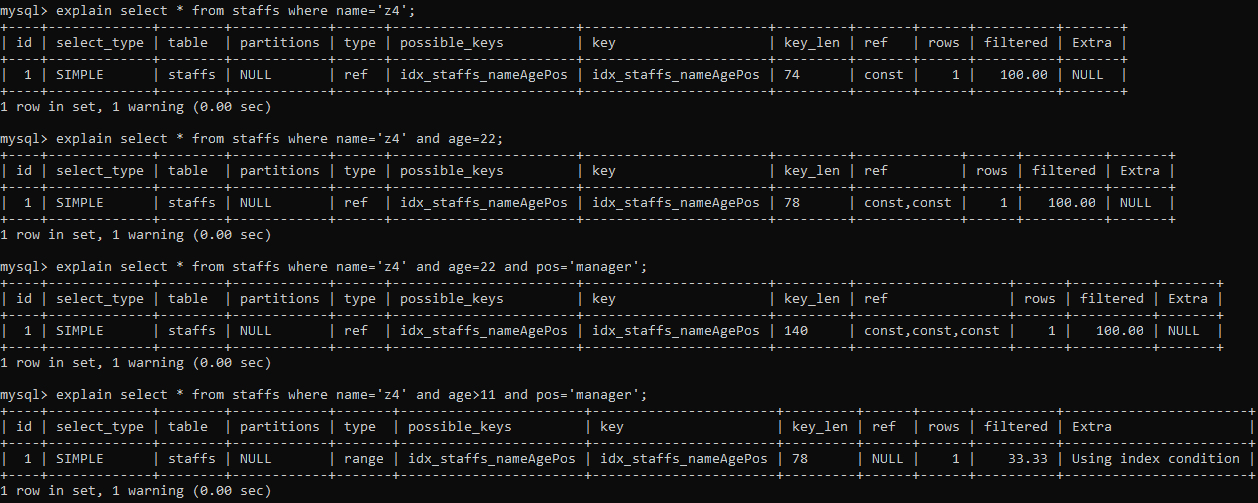 mysql> explain select * from staffs where name='z4';
+----+-------------+--------+------------+------+-----------------------+-----------------------+---------+-------+------+----------+-------+
| id | select_type | table  | partitions | type | possible_keys         | key                   | key_len | ref   | rows | filtered | Extra |
+----+-------------+--------+------------+------+-----------------------+-----------------------+---------+-------+------+----------+-------+
|  1 | SIMPLE      | staffs | NULL       | ref  | idx_staffs_nameAgePos | idx_staffs_nameAgePos | 74      | const |    1 |   100.00 | NULL  |
+----+-------------+--------+------------+------+-----------------------+-----------------------+---------+-------+------+----------+-------+
1 row in set, 1 warning (0.00 sec)
mysql> explain select * from staffs where name='z4' and age=22;
+----+-------------+--------+------------+------+-----------------------+-----------------------+---------+-------------+------+----------+-------+
| id | select_type | table  | partitions | type | possible_keys         | key                   | key_len | ref         | rows | filtered | Extra |
+----+-------------+--------+------------+------+-----------------------+-----------------------+---------+-------------+------+----------+-------+
|  1 | SIMPLE      | staffs | NULL       | ref  | idx_staffs_nameAgePos | idx_staffs_nameAgePos | 78      | const,const |    1 |   100.00 | NULL  |
+----+-------------+--------+------------+------+-----------------------+-----------------------+---------+-------------+------+----------+-------+
1 row in set, 1 warning (0.00 sec)
mysql> explain select * from staffs where name='z4' and age=22 and pos='manager';
+----+-------------+--------+------------+------+-----------------------+-----------------------+---------+-------------------+------+----------+-------+
| id | select_type | table  | partitions | type | possible_keys         | key                   | key_len | ref               | rows | filtered | Extra |
+----+-------------+--------+------------+------+-----------------------+-----------------------+---------+-------------------+------+----------+-------+
|  1 | SIMPLE      | staffs | NULL       | ref  | idx_staffs_nameAgePos | idx_staffs_nameAgePos | 140     | const,const,const |    1 |   100.00 | NULL  |
+----+-------------+--------+------------+------+-----------------------+-----------------------+---------+-------------------+------+----------+-------+
1 row in set, 1 warning (0.00 sec)
mysql> explain select * from staffs where name='z4' and age>11 and pos='manager';
+----+-------------+--------+------------+-------+-----------------------+-----------------------+---------+------+------+----------+-----------------------+
| id | select_type | table  | partitions | type  | possible_keys         | key                   | key_len | ref  | rows | filtered | Extra                 |
+----+-------------+--------+------------+-------+-----------------------+-----------------------+---------+------+------+----------+-----------------------+
|  1 | SIMPLE      | staffs | NULL       | range | idx_staffs_nameAgePos | idx_staffs_nameAgePos | 78      | NULL |    1 |    33.33 | Using index condition |
+----+-------------+--------+------------+-------+-----------------------+-----------------------+---------+------+------+----------+-----------------------+
1 row in set, 1 warning (0.00 sec)